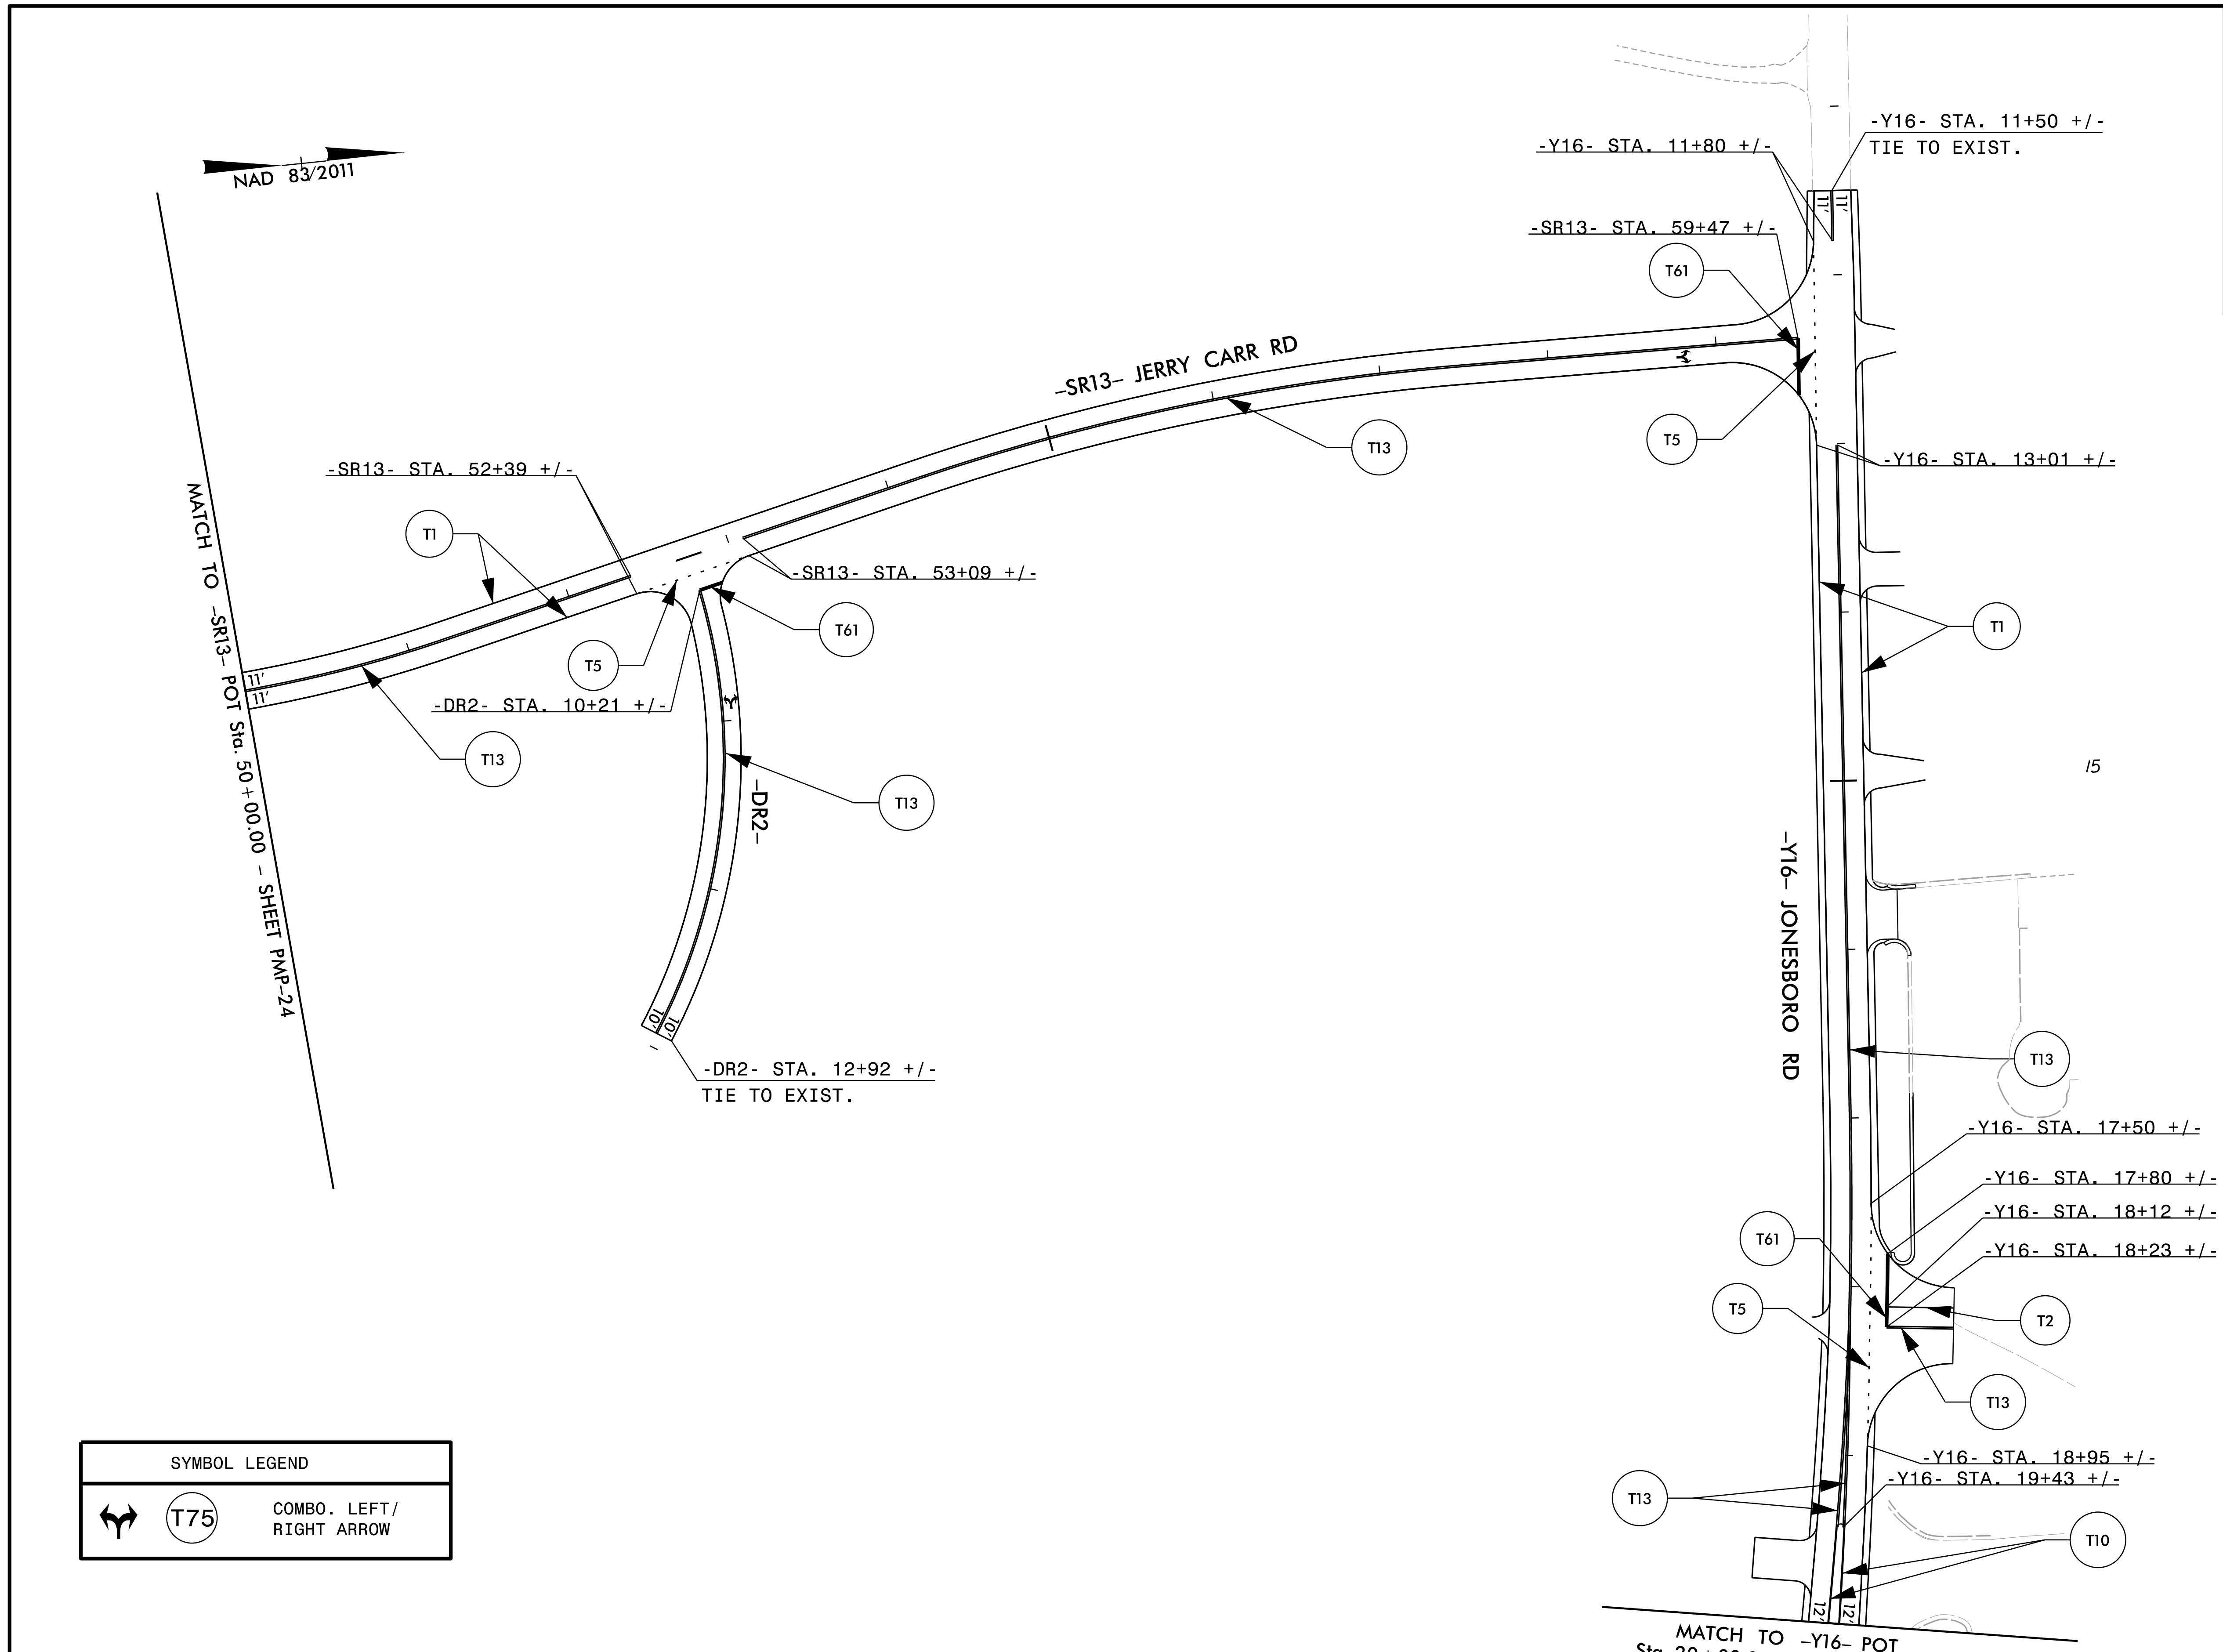 NAD 83/2011
-Y16- STA. 11+50 +/-
TIE TO EXIST.
-Y16- STA. 11+80 +/-
11'
11'
-SR13- STA. 59+47 +/-
T61
-SR13- JERRY CARR RD
T5
T13
-Y16- STA. 13+01 +/-
-SR13- STA. 52+39 +/-
T1
MATCH TO -SR13- POT Sta. 50+00.00 - SHEET PMP-24
-SR13- STA. 53+09 +/-
T61
T1
T5
11'
11'
-DR2- STA. 10+21 +/-
T13
T13
-DR2-
15
-Y16- JONESBORO RD
10'
10'
-DR2- STA. 12+92 +/-
TIE TO EXIST.
T13
-Y16- STA. 17+50 +/-
-Y16- STA. 17+80 +/-
-Y16- STA. 18+12 +/-
-Y16- STA. 18+23 +/-
T61
T5
T2
T13
-Y16- STA. 18+95 +/-
-Y16- STA. 19+43 +/-
T13
T10
12'
12'
SYMBOL LEGEND
T75
COMBO. LEFT/
RIGHT ARROW
MATCH TO -Y16- POT